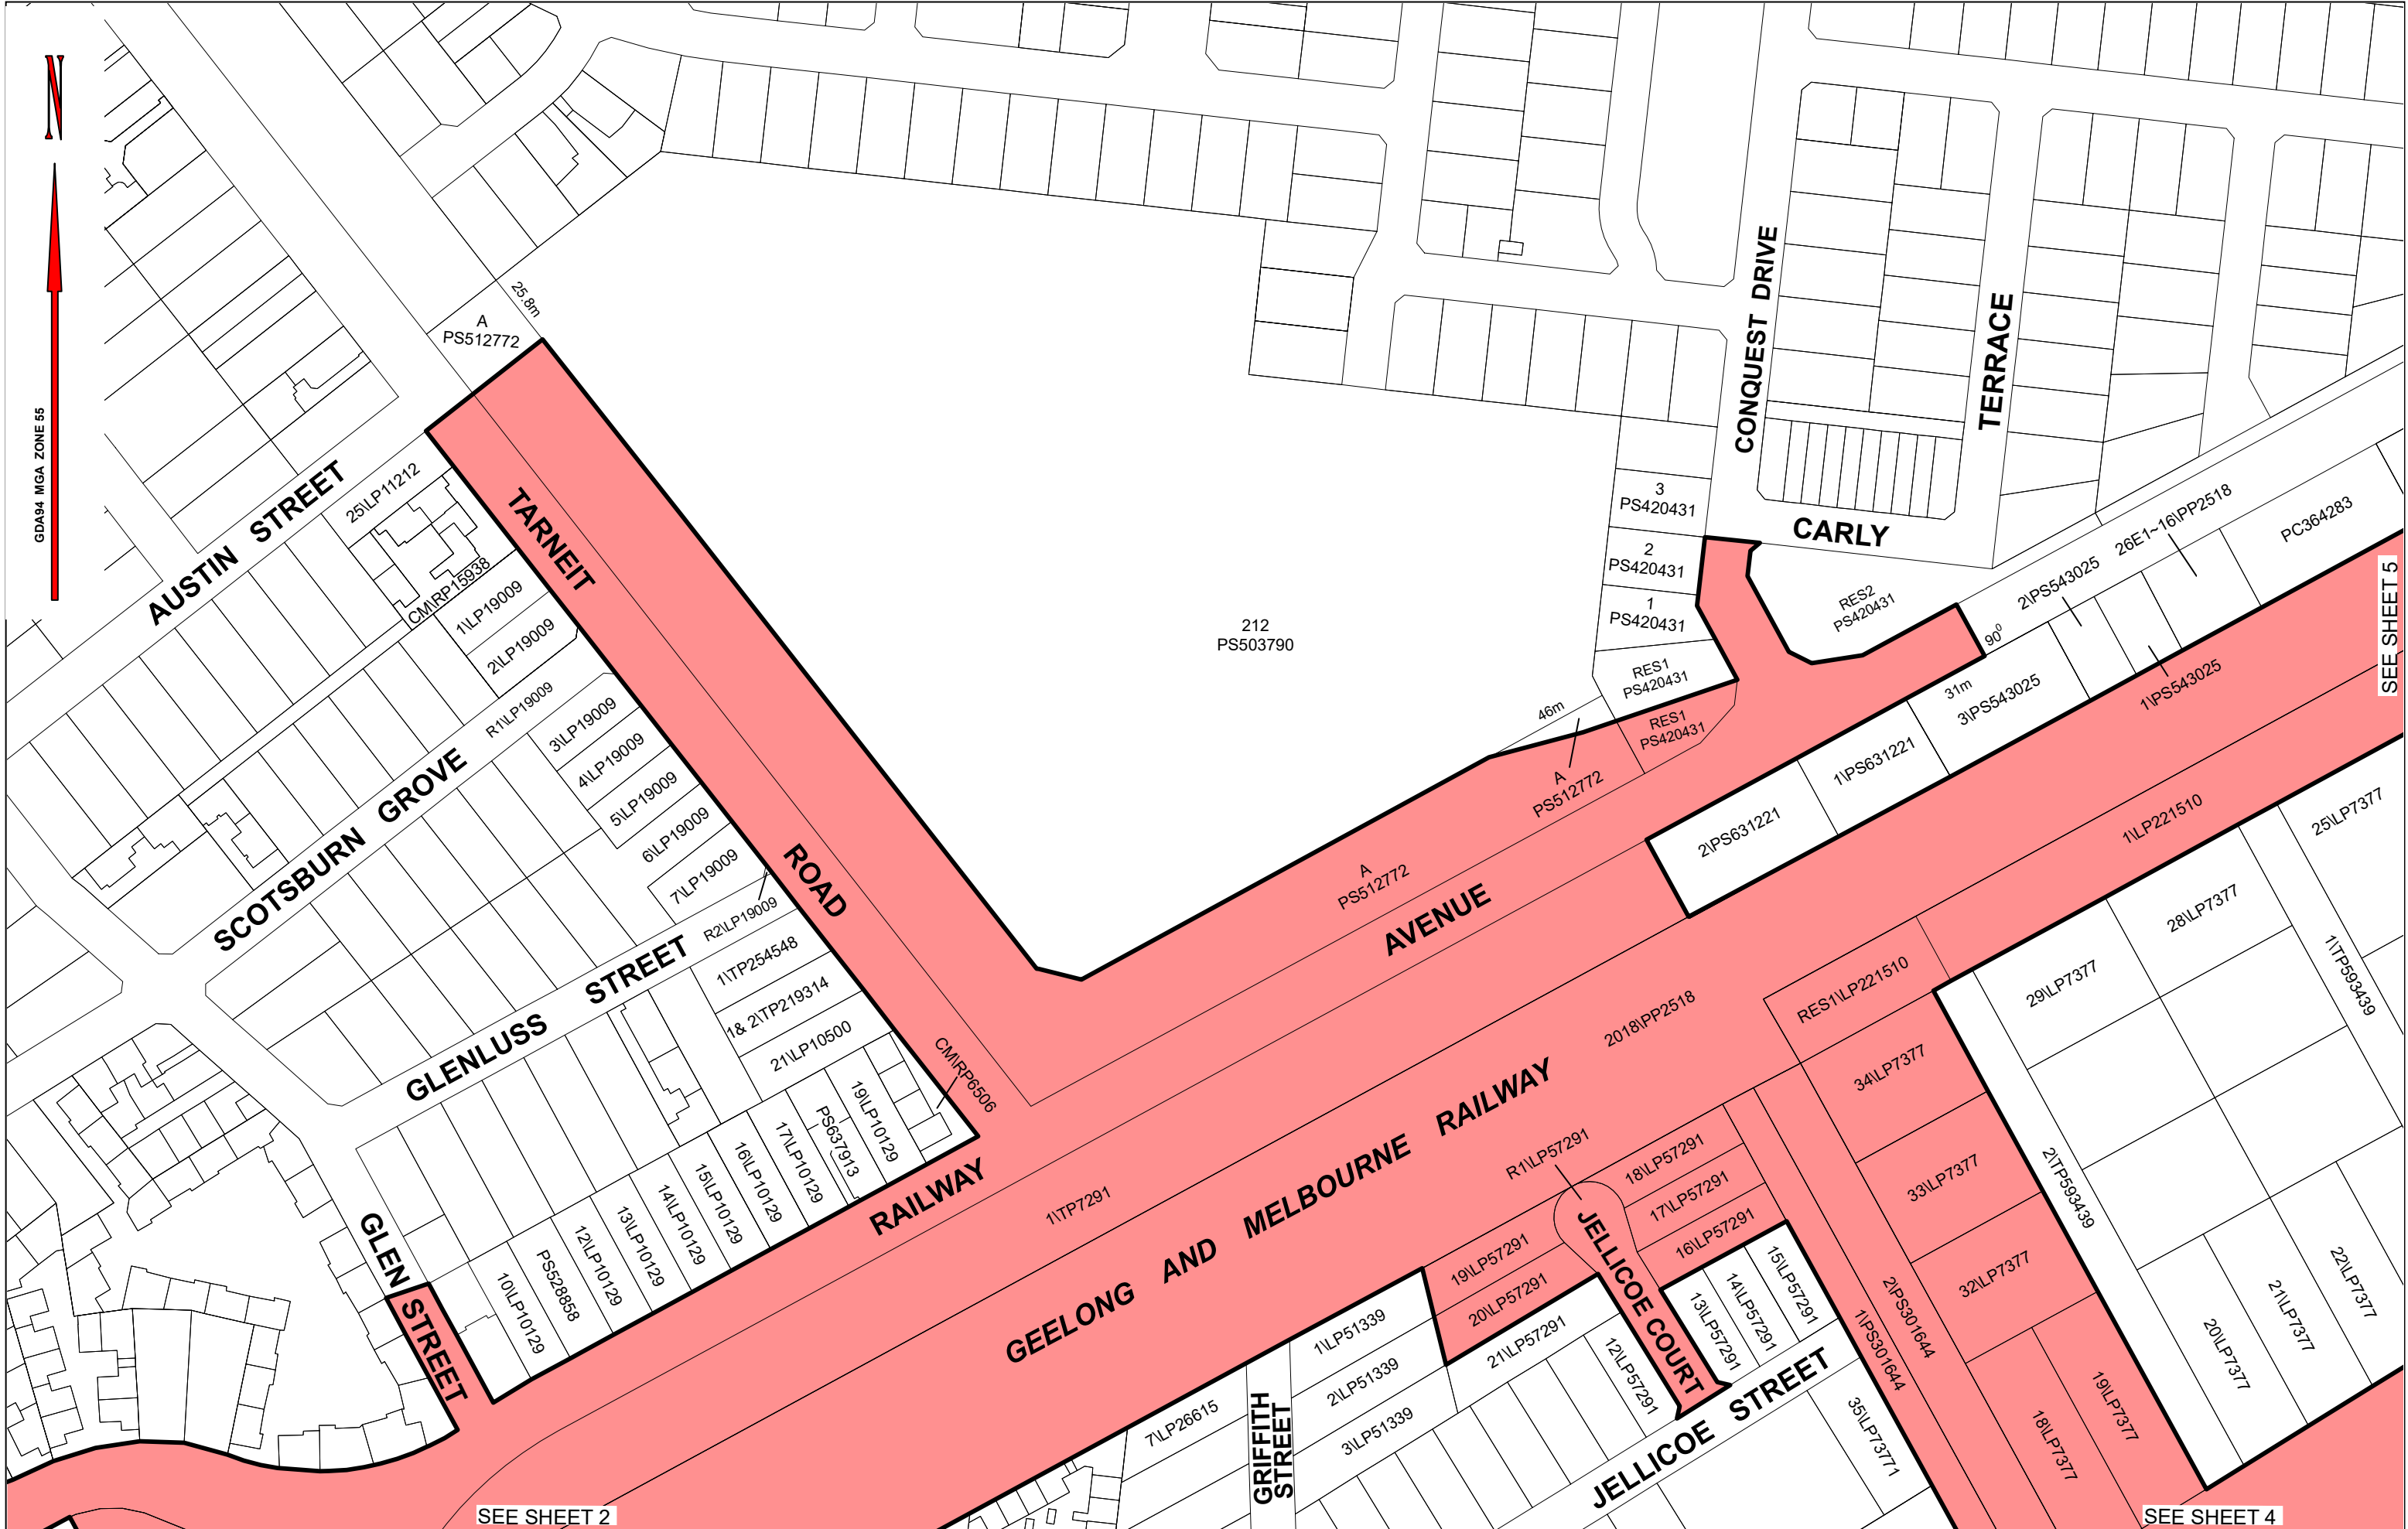 N
GDA94 MGA ZONE 55
25.8m
A
PS512772
AUSTIN STREET
25\LP11212
CM\RP15938
1\LP19009
2\LP19009
R1\LP19009
SCOTSBURN GROVE
3\LP19009
4\LP19009
5\LP19009
6\LP19009
7\LP19009
R2\LP19009
GLENLUSS STREET
1\TP254548
1& 2\TP219314
21\LP10500
TARNEIT ROAD
CM\RP6506
19\LP10129
PS637913
17\LP10129
16\LP10129
15\LP10129
14\LP10129
13\LP10129
12\LP10129
PS528858
10\LP10129
GLEN STREET
212
PS503790
CONQUEST DRIVE
CARLY TERRACE
3
PS420431
2
PS420431
1
PS420431
RES1
PS420431
RES1
PS420431
RES2
PS420431
46m
A
PS512772
A
PS512772
90⁰
31m
2\PS543025
26E1~16\PP2518
PC364283
3\PS543025
1\PS543025
1\PS631221
2\PS631221
SEE SHEET 5
RAILWAY AVENUE
1\TP7291
GEELONG AND MELBOURNE RAILWAY
2018\PP2518
1\LP221510
RES1\LP221510
25\LP7377
28\LP7377
29\LP7377
1\TP593439
2\TP593439
34\LP7377
33\LP7377
32\LP7377
R1\LP57291
18\LP57291
17\LP57291
16\LP57291
19\LP57291
20\LP57291
21\LP57291
JELLICOE COURT
15\LP57291
14\LP57291
13\LP57291
12\LP57291
1\LP51339
2\LP51339
3\LP51339
7\LP26615
GRIFFITH
STREET
JELLICOE STREET
35\LP73771
1\PS301644
2\PS301644
18\LP7377
19\LP7377
20\LP7377
21\LP7377
22\LP7377
SEE SHEET 2
SEE SHEET 4